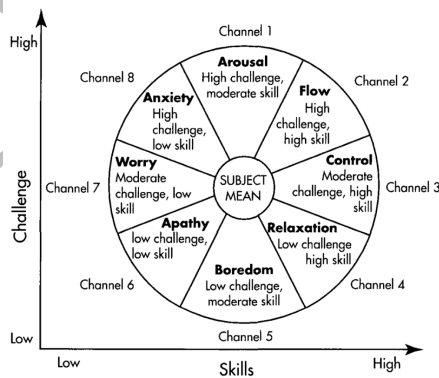 Channel 1
High
Arousal
High challenge,
moderate skill
Channel 8
Anxiety
High
challenge,
low skill
Flow
High
challenge,
high skill
Channel 2
Challenge
Channel 7
Worry
Moderate
challenge, low
skill
SUBJECT
MEAN
Control
Moderate
challenge, high
skill
Channel 3
Apathy
low challenge,
low skill
Relaxation
Low challenge
high skill
Channel 6
Boredom
Low challenge,
moderate skill
Channel 4
Low
Channel 5
Low
Skills
High